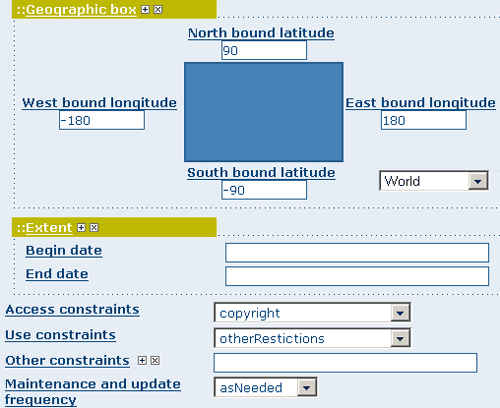 ::Geographic box
North bound latitude
90
West bound longitude
-180
East bound longitude
180
South bound latitude
-90
World
::Extent
Begin date
End date
Access constraints
copyright
Use constraints
otherRestictions
Other constraints
Maintenance and update
frequency
asNeeded